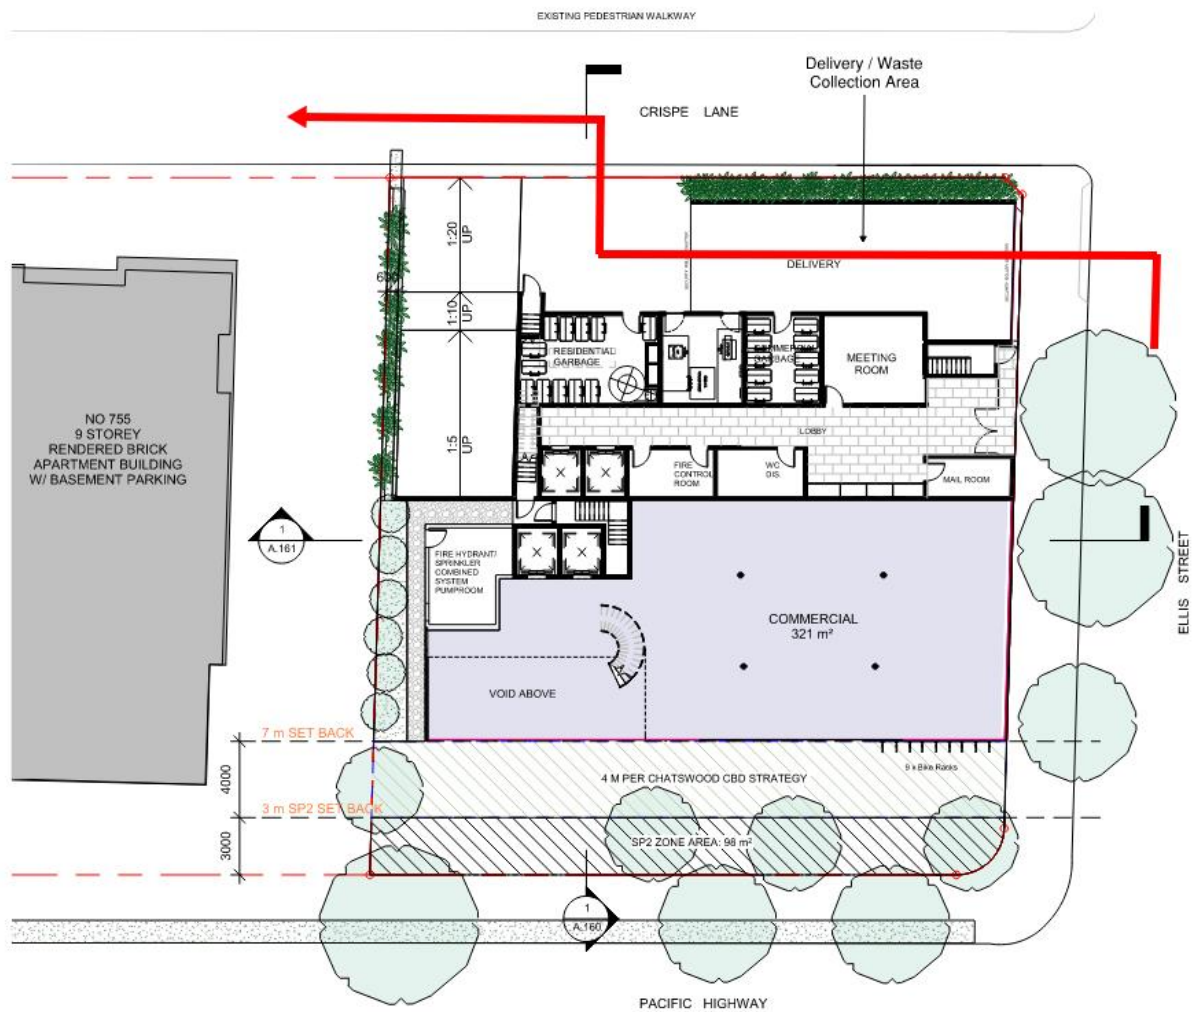 EXISTING PEDESTRIAN WALKWAY
Delivery / Waste
Collection Area
CRISPE LANE
1:20
UP
1:10
UP
1:5
UP
DELIVERY
RESIDENTIAL
GARBAGE
GARBAGE
MEETING
ROOM
LOBBY
FIRE
CONTROL
ROOM
WC
DIS.
MAIL ROOM
NO 755
9 STOREY
RENDERED BRICK
APARTMENT BUILDING
W/ BASEMENT PARKING
1
A.161
FIRE HYDRANT/
SPRINKLER
COMBINED
SYSTEM
PUMPROOM
COMMERCIAL
321 m²
VOID ABOVE
ELLIS STREET
7 m SET BACK
9 x Bike Racks
4000
4 M PER CHATSWOOD CBD STRATEGY
3 m SP2 SET BACK
3000
SP2 ZONE AREA: 98 m²
1
A.160
PACIFIC HIGHWAY